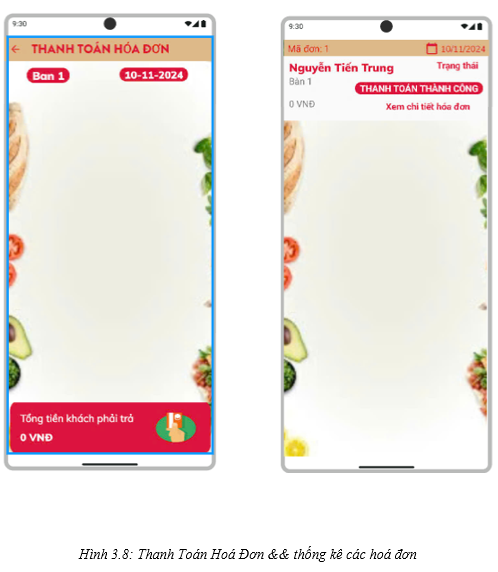 9:30
THANH TOÁN HÓA ĐƠN
Ban 1
10-11-2024
Tổng tiền khách phải trả
0 VNĐ
9:30
Mã đơn: 1
10/11/2024
Nguyễn Tiến Trung
Trạng thái
Bàn 1
THANH TOÁN THÀNH CÔNG
0 VNĐ
Xem chi tiết hóa đơn
Hình 3.8: Thanh Toán Hoá Đơn && thống kê các hoá đơn